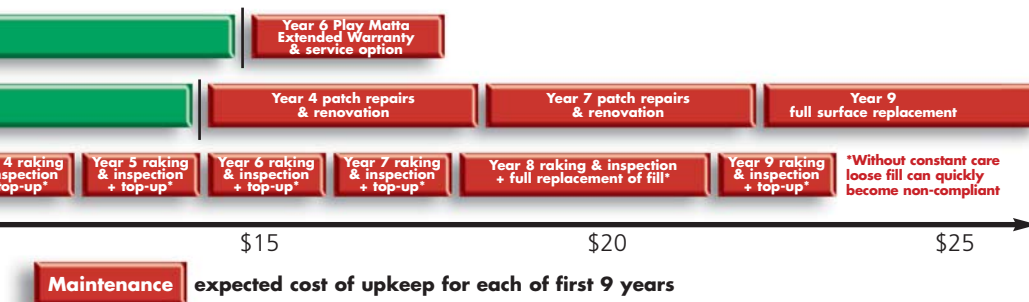 Year 6 Play Matta
Extended Warranty
& service option
Year 4 patch repairs
& renovation
Year 7 patch repairs
& renovation
Year 9
full surface replacement
4 raking
top-up*
Year 5 raking
& inspection
+ top-up*
Year 6 raking
& inspection
+ top-up*
Year 7 raking
& inspection
+ top-up*
Year 8 raking & inspection
+ full replacement of fill*
Year 9 raking
& inspection
+ top-up*
*Without constant care
loose fill can quickly
become non-compliant
$15
$20
$25
Maintenance expected cost of upkeep for each of first 9 years